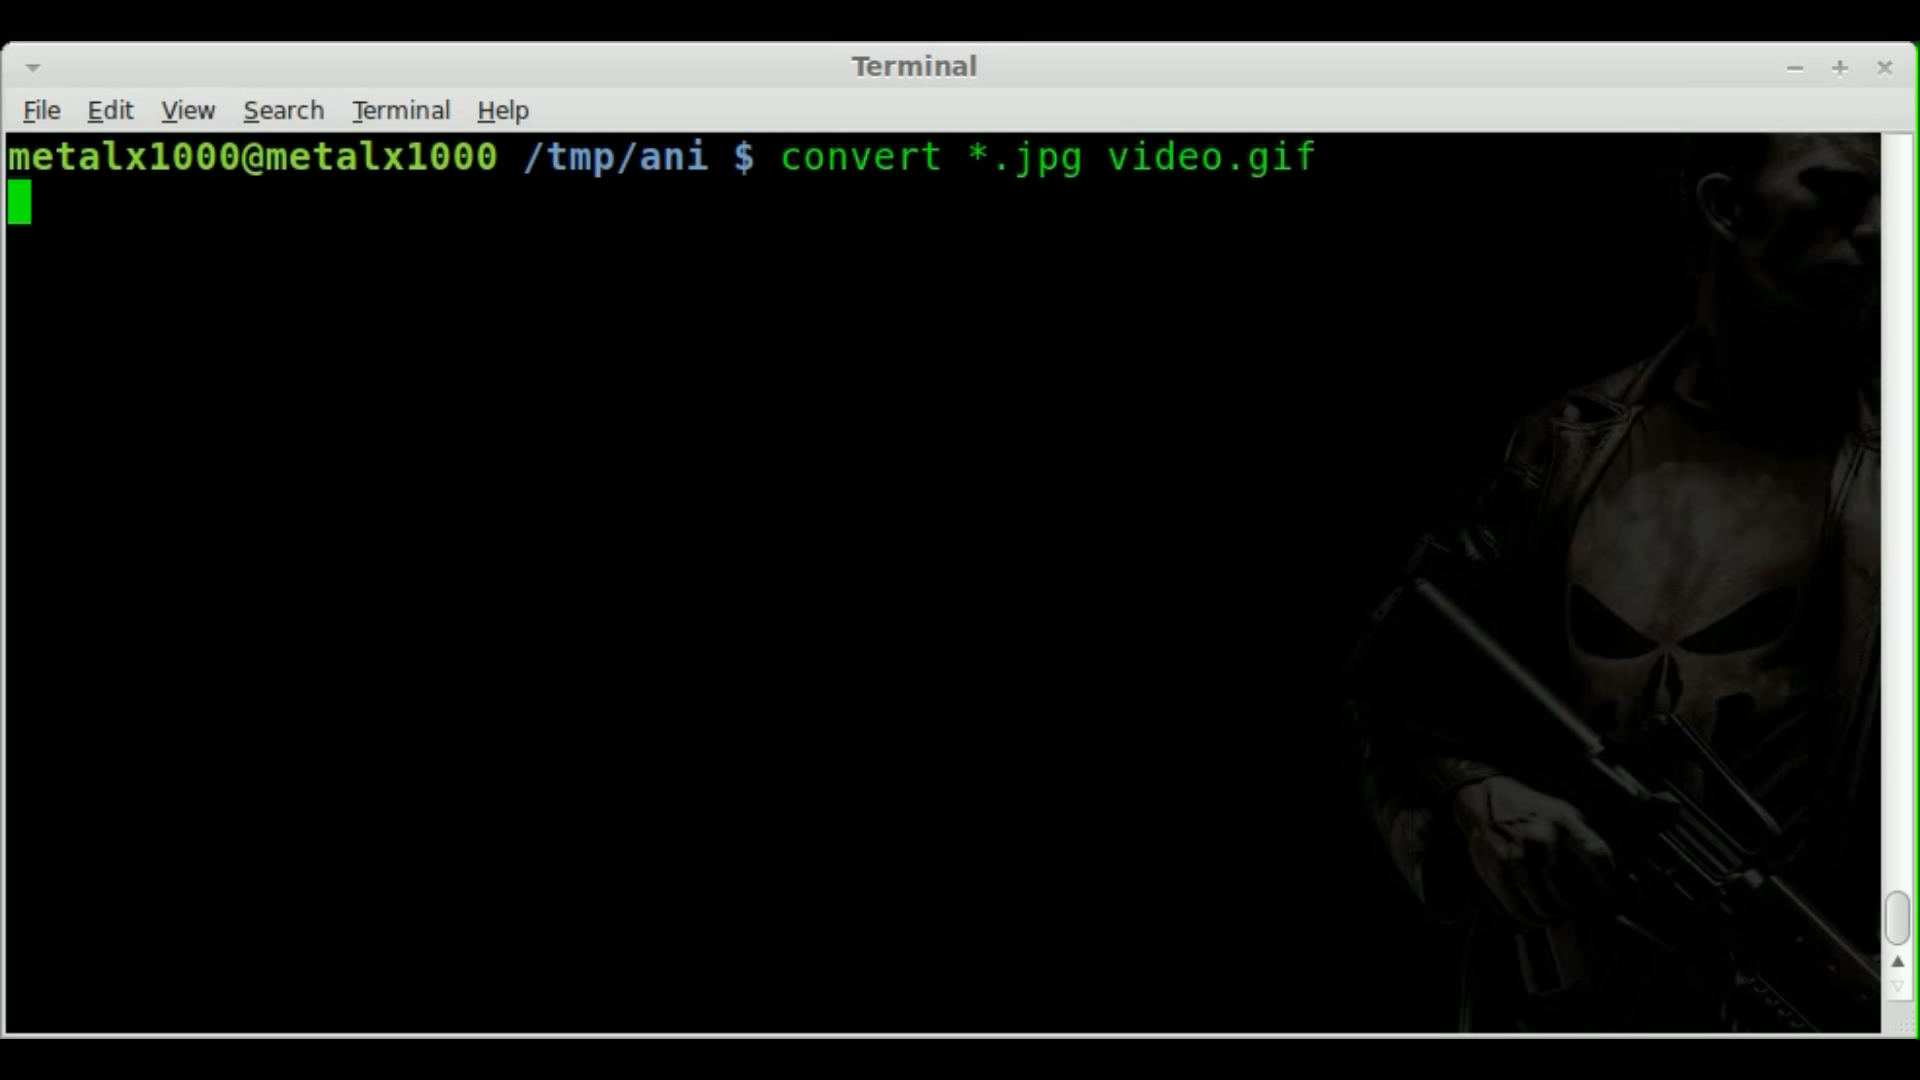 Terminal
File Edit View Search Terminal Help
metalx1000@metalx1000 /tmp/ani $ convert *.jpg video.gif